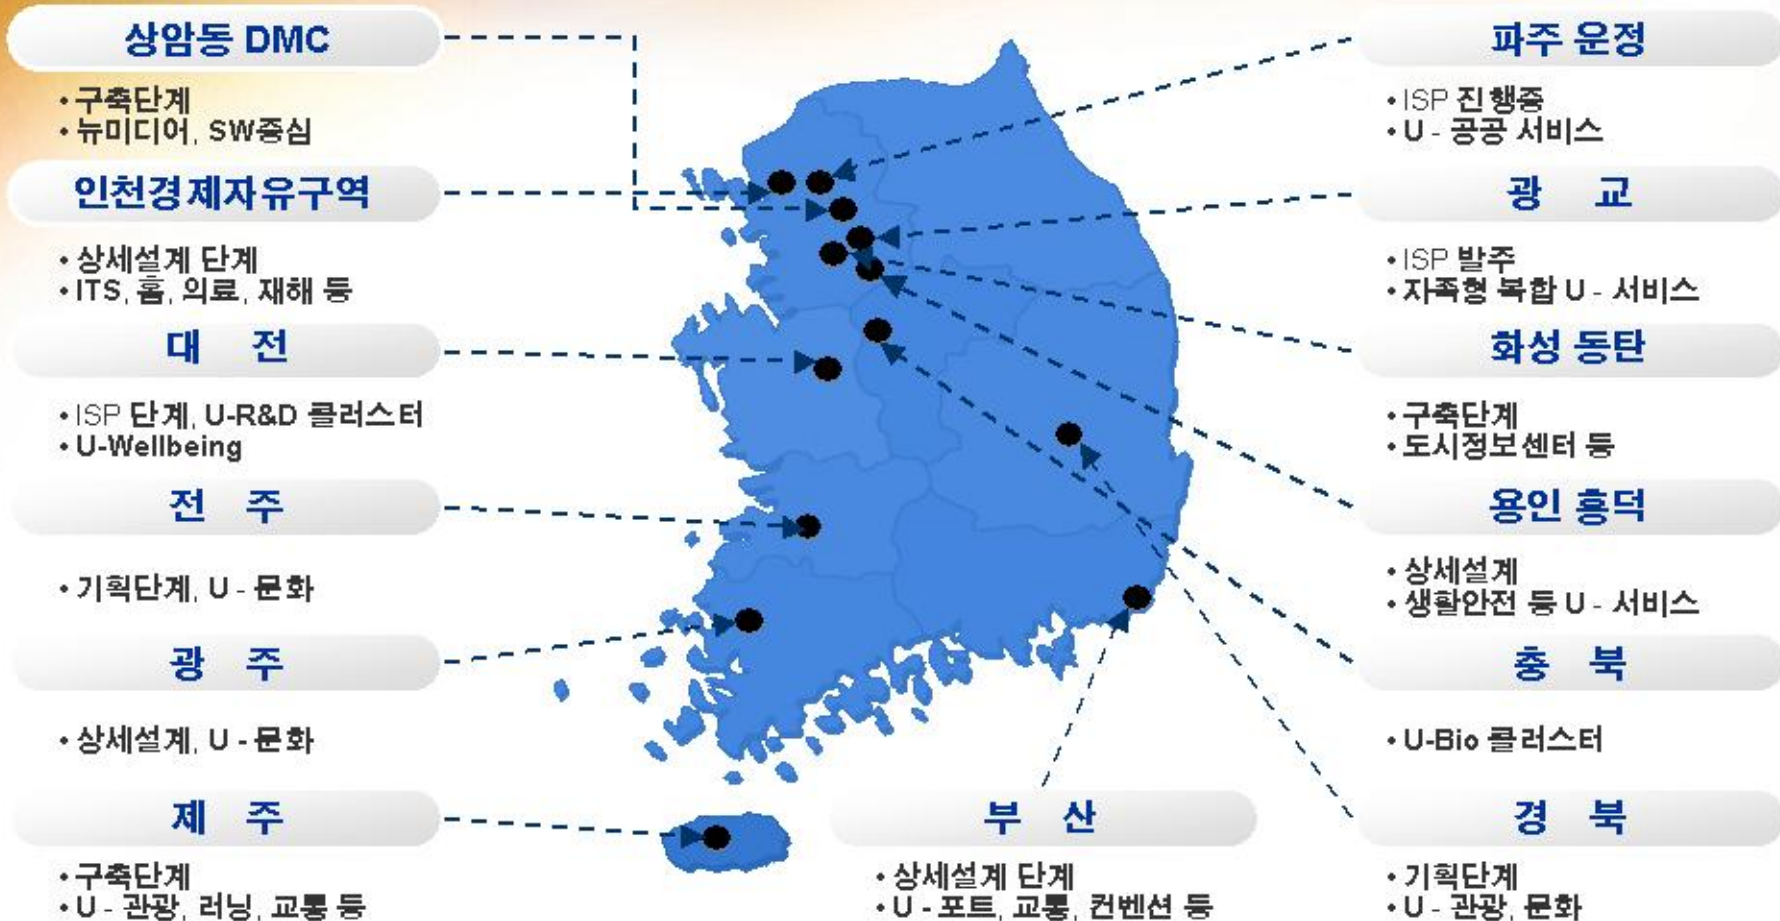 상암동 DMC
• 구축단계
• 뉴미디어, SW중심
인천경제자유구역
• 상세설계 단계
• ITS, 홈, 의료, 재해 등
대 전
• ISP 단계, U-R&D 클러스터
• U-Wellbeing
전 주
• 기획단계, U - 문화
광 주
• 상세설계, U - 문화
제 주
• 구축단계
• U - 관광, 러닝, 교통 등
부 산
• 상세설계 단계
• U - 포트, 교통, 컨벤션 등
파주 운정
• ISP 진행중
• U - 공공 서비스
광 교
• ISP 발주
• 자족형 복합 U - 서비스
화성 동탄
• 구축단계
• 도시정보센터 등
용인 흥덕
• 상세설계
• 생활안전 등 U - 서비스
충 북
• U-Bio 클러스터
경 북
• 기획단계
• U - 관광, 문화